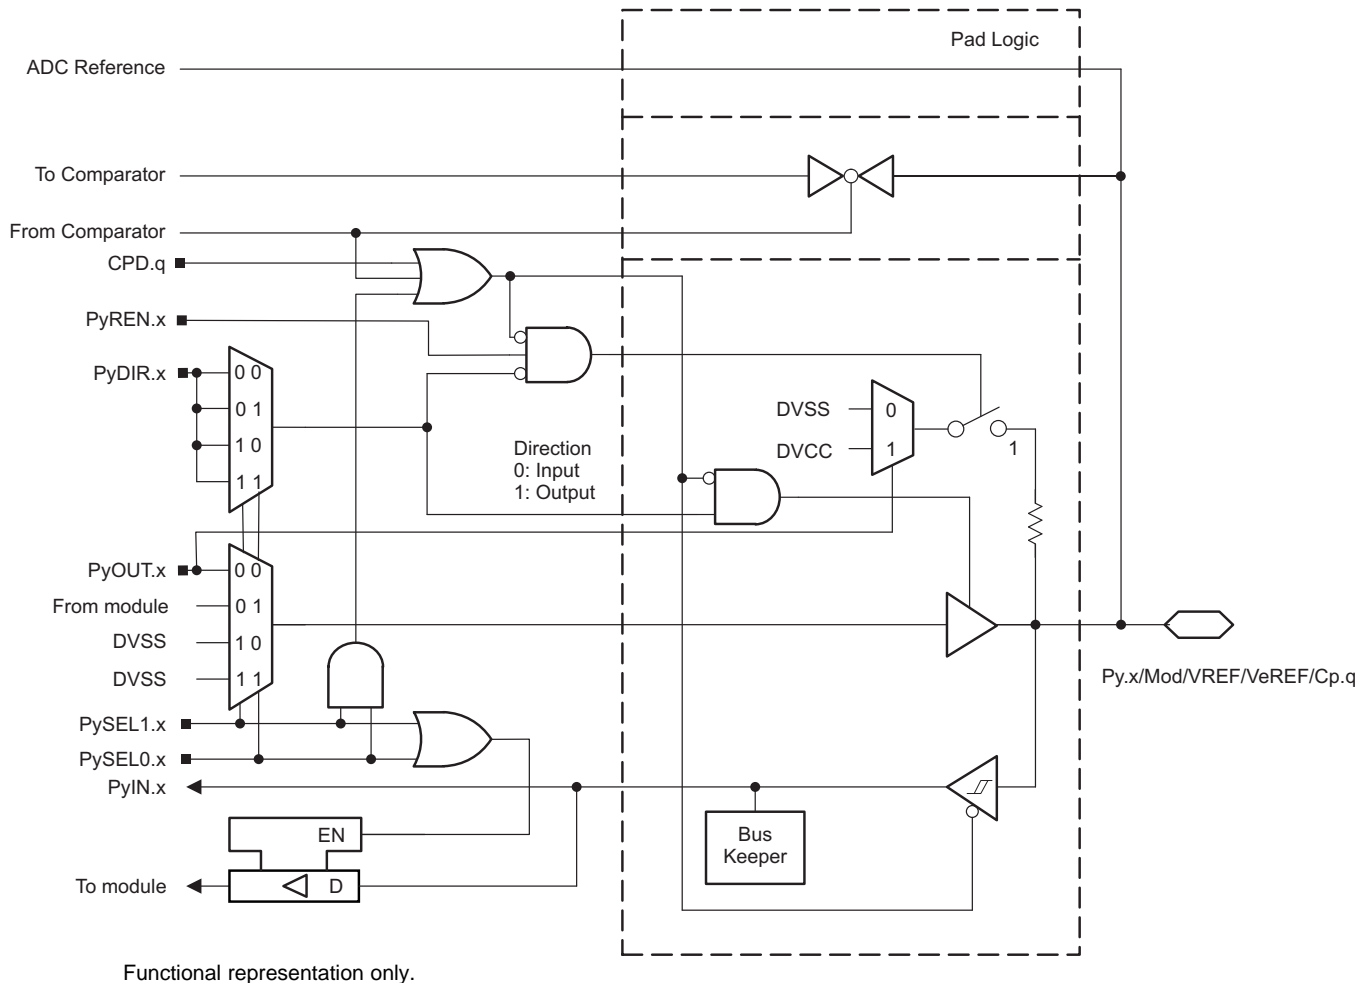 Pad Logic
ADC Reference
To Comparator
From Comparator
CPD.q
PyREN.x
PyDIR.x
0 0
0 1
1 0
1 1
DVSS
0
DVCC
1
1
Direction
0: Input
1: Output
PyOUT.x
0 0
From module
0 1
DVSS
1 0
DVSS
1 1
Py.x/Mod/VREF/VeREF/Cp.q
PySEL1.x
PySEL0.x
PyIN.x
EN
Bus
Keeper
To module
D
Functional representation only.